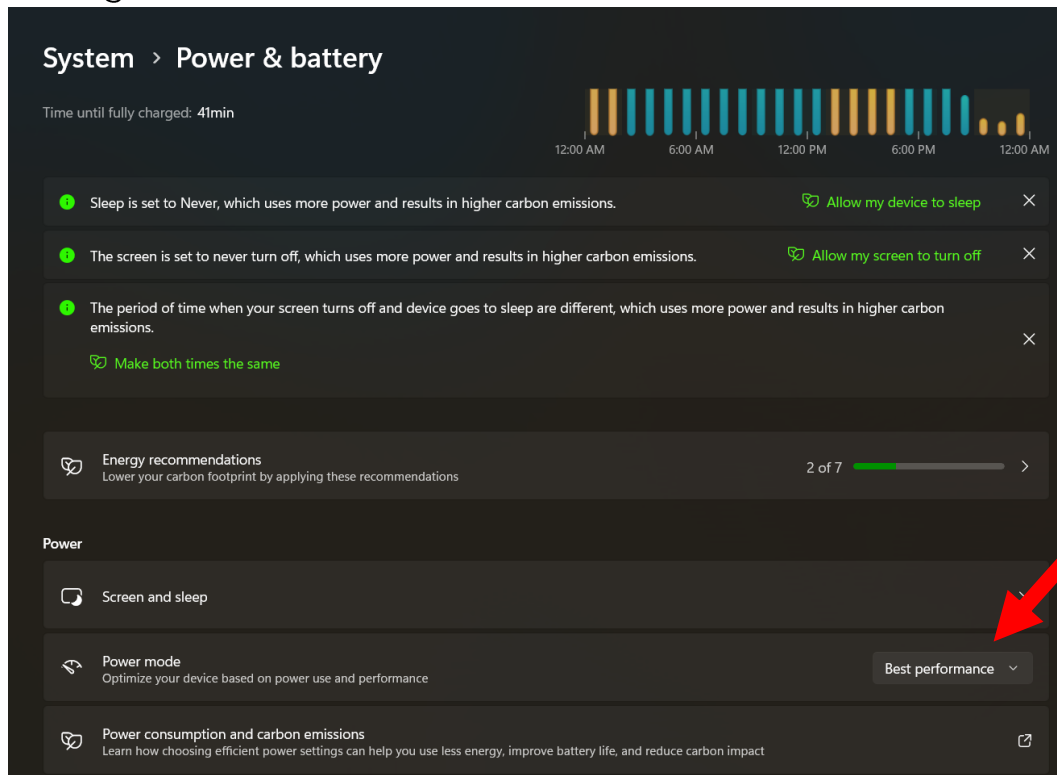 System > Power & battery
Time until fully charged: 41min
12:00 AM 6:00 AM 12:00 PM 6:00 PM 12:00 AM
Sleep is set to Never, which uses more power and results in higher carbon emissions. Allow my device to sleep
The screen is set to never turn off, which uses more power and results in higher carbon emissions. Allow my screen to turn off
The period of time when your screen turns off and device goes to sleep are different, which uses more power and results in higher carbon
emissions.
Make both times the same
Energy recommendations
Lower your carbon footprint by applying these recommendations
2 of 7
Power
Screen and sleep
Power mode
Optimize your device based on power use and performance
Best performance
Power consumption and carbon emissions
Learn how choosing efficient power settings can help you use less energy, improve battery life, and reduce carbon impact